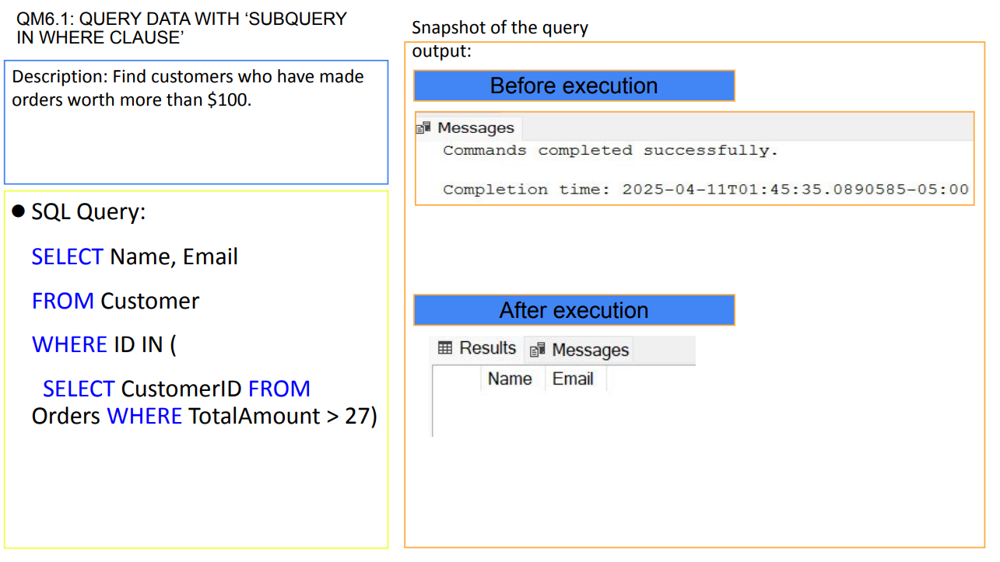 QM6.1: QUERY DATA WITH ‘SUBQUERY
IN WHERE CLAUSE’
Description: Find customers who have made
orders worth more than $100.
● SQL Query:
SELECT Name, Email
FROM Customer
WHERE ID IN (
SELECT CustomerID FROM
Orders WHERE TotalAmount > 27)
Snapshot of the query
output:
Before execution
Messages
Commands completed successfully.
Completion time: 2025-04-11T01:45:35.0890585-05:00
After execution
Results Messages
Name Email